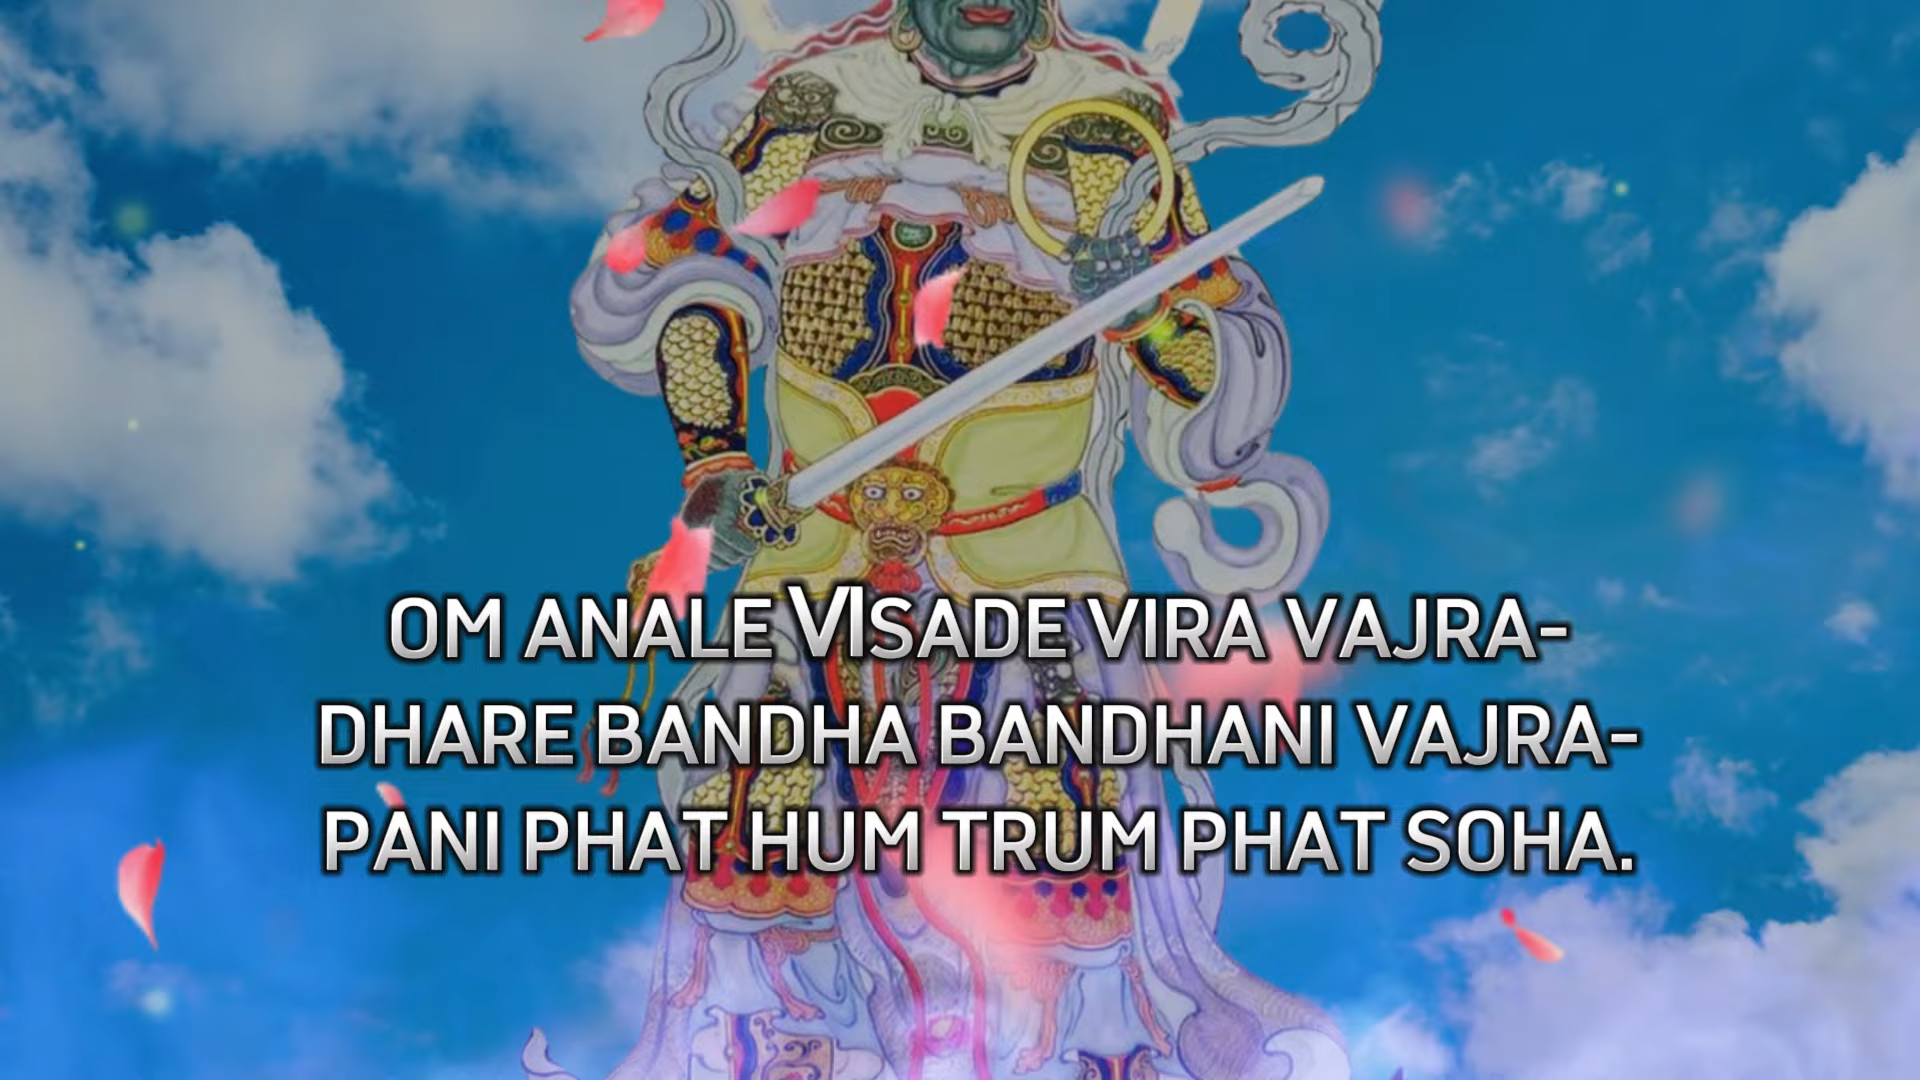 OM ANALE VISADE VIRA VAJRA-
DHARE BANDHA BANDHANI VAJRA-
PANI PHAT HUM TRUM PHAT SOHA.